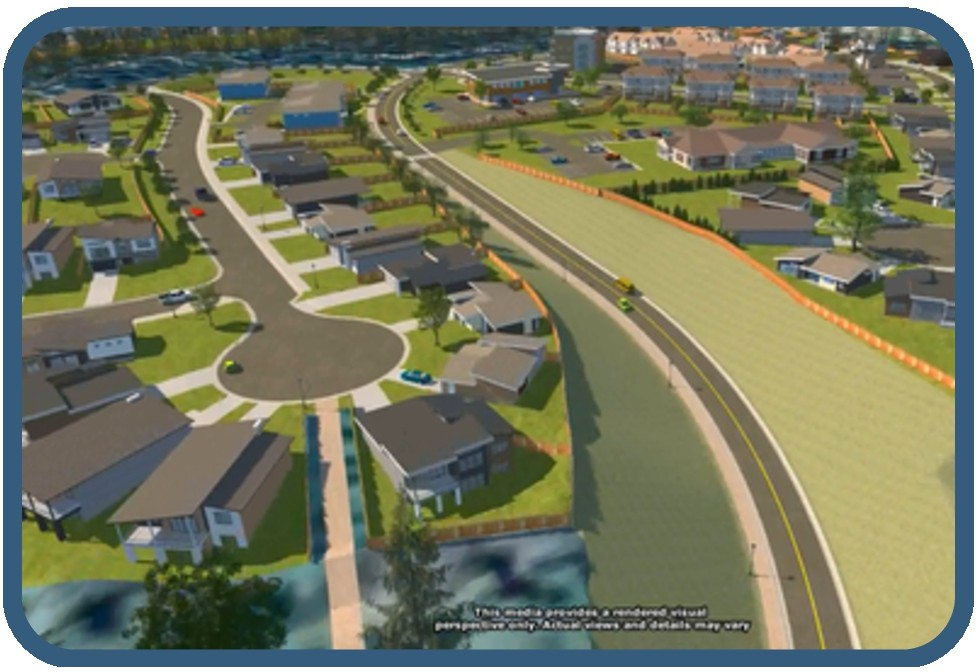 This media provides a rendered visual
perspective only. Actual views and details may vary